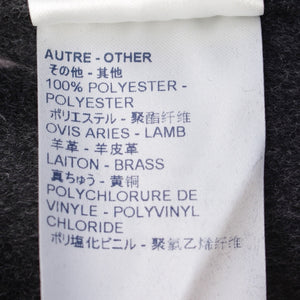 AUTRE - OTHER
その他 - 其他
100% POLYESTER -
POLYESTER
ポリエステル - 聚酯纤维
OVIS ARIES - LAMB
羊革 - 羊皮革
LAITON - BRASS
真ちゅう - 黄铜
POLYCHLORURE DE
VINYLE - POLYVINYL
CHLORIDE
ポリ塩化ビニル - 聚氯乙烯纤维